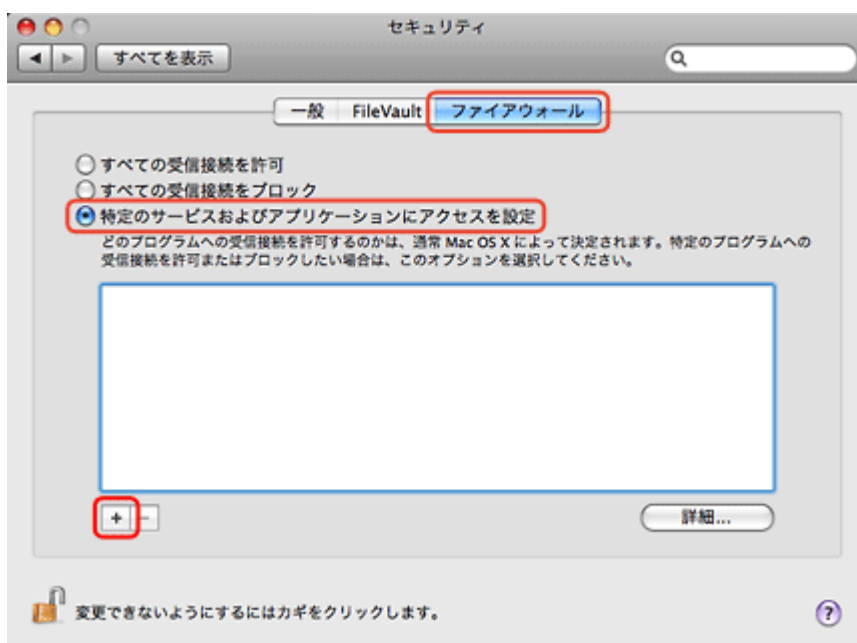 セキュリティ
すべてを表示
一般 FileVault ファイアウォール
すべての受信接続を許可
すべての受信接続をブロック
特定のサービスおよびアプリケーションにアクセスを設定
どのプログラムへの受信接続を許可するのかは、通常 Mac OS X によって決定されます。特定のプログラムへの
受信接続を許可またはブロックしたい場合は、このオプションを選択してください。
+ −
詳細...
変更できないようにするにはカギをクリックします。
?